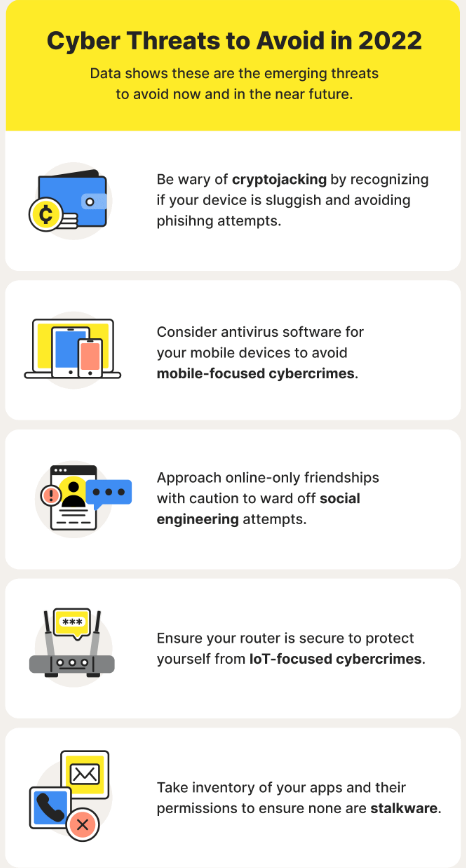 Cyber Threats to Avoid in 2022
Data shows these are the emerging threats
to avoid now and in the near future.
¢
Be wary of cryptojacking by recognizing
if your device is sluggish and avoiding
phisihng attempts.
Consider antivirus software for
your mobile devices to avoid
mobile-focused cybercrimes.
!
Approach online-only friendships
with caution to ward off social
engineering attempts.
***
Ensure your router is secure to protect
yourself from IoT-focused cybercrimes.
Take inventory of your apps and their
permissions to ensure none are stalkware.